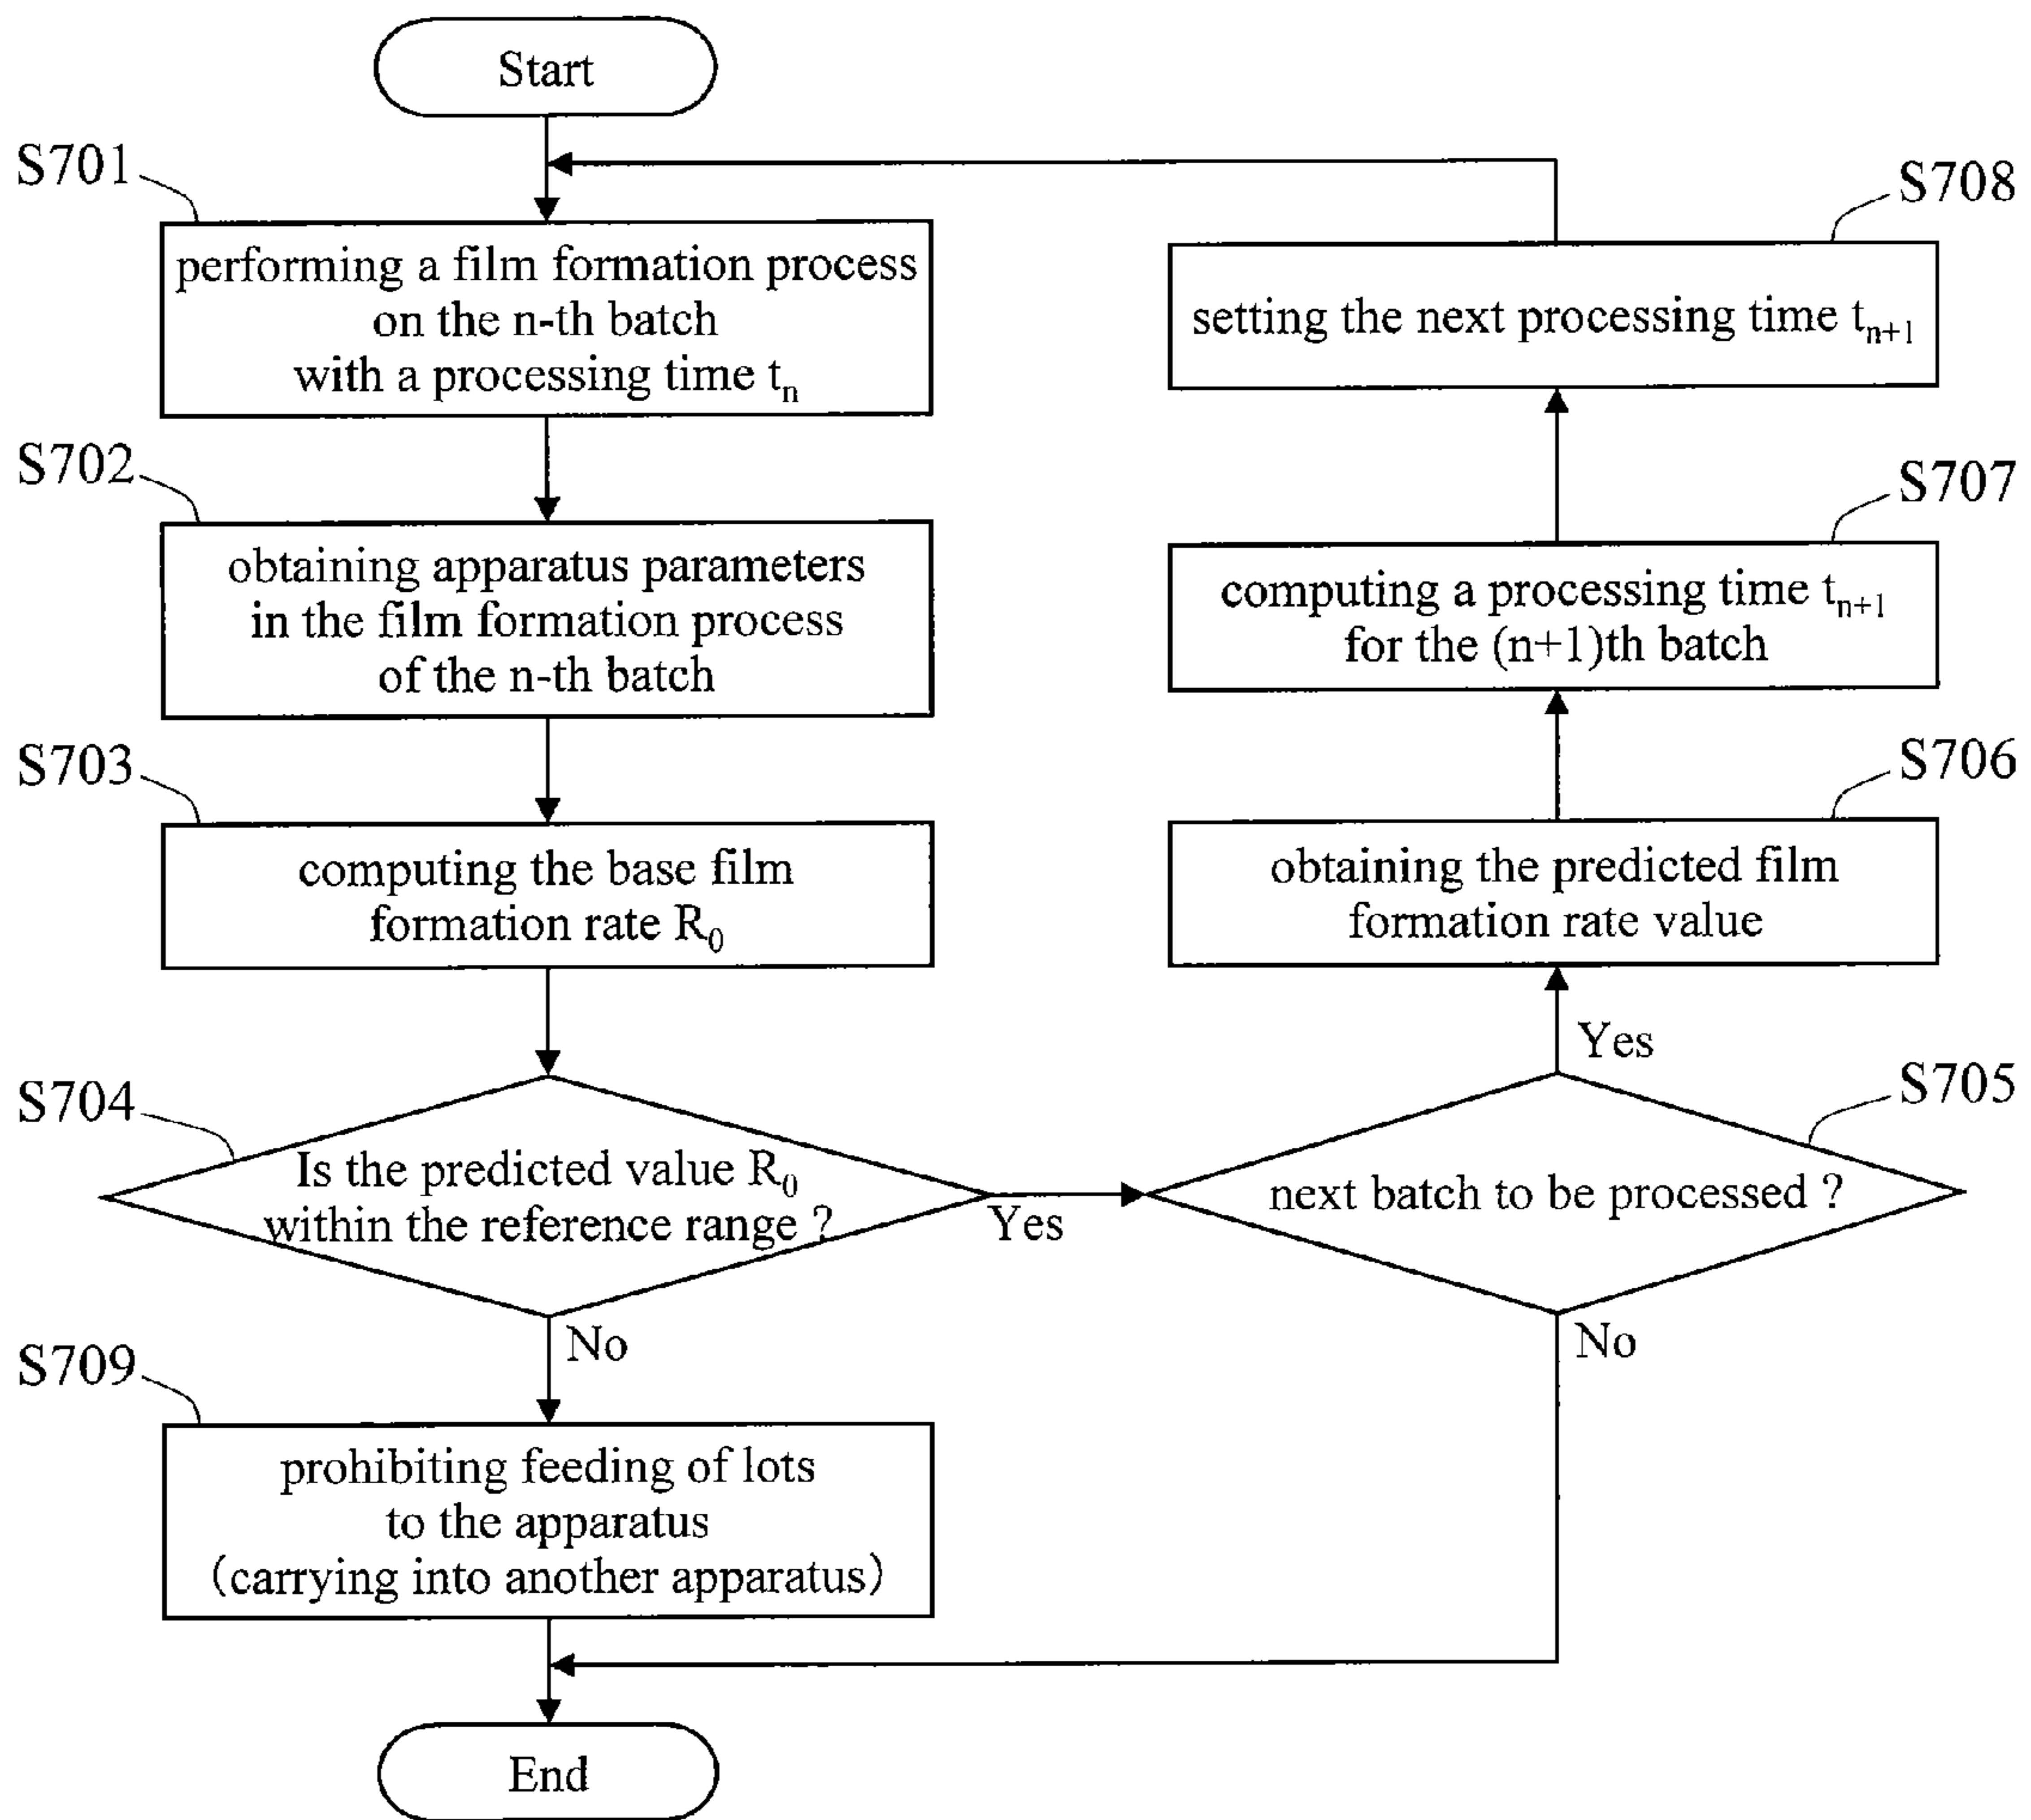 Start
S701
performing a film formation process
on the n-th batch
with a processing time tₙ
S702
obtaining apparatus parameters
in the film formation process
of the n-th batch
S703
computing the base film
formation rate R₀
S704
Is the predicted value R₀
within the reference range ?
Yes
No
S705
next batch to be processed ?
Yes
No
S706
obtaining the predicted film
formation rate value
S707
computing a processing time tₙ₊₁
for the (n+1)th batch
S708
setting the next processing time tₙ₊₁
S709
prohibiting feeding of lots
to the apparatus
(carrying into another apparatus)
End